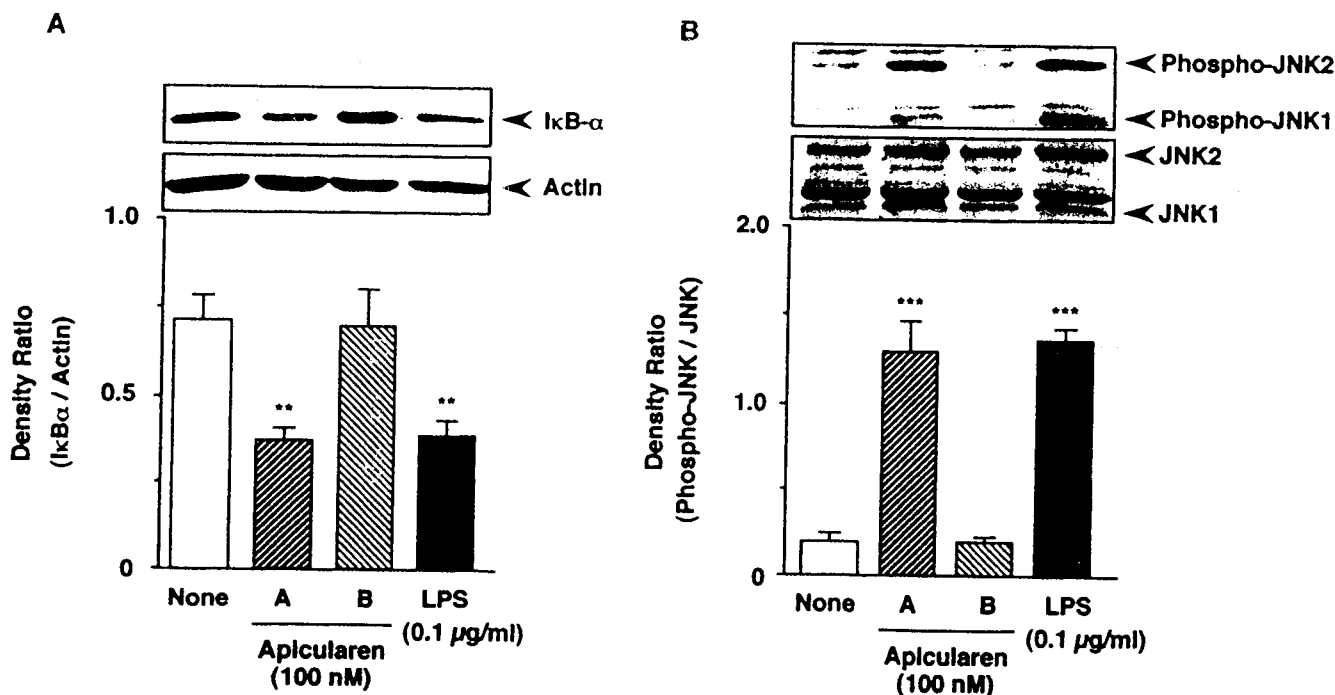 A
IκB-α
Actin
1.0
0.5
0
Density Ratio
(IκBα / Actin)
**
**
None
A
B
LPS
(0.1 µg/ml)
Apicularen
(100 nM)
B
Phospho-JNK2
Phospho-JNK1
JNK2
JNK1
2.0
1.0
0
Density Ratio
(Phospho-JNK / JNK)
***
***
None
A
B
LPS
(0.1 µg/ml)
Apicularen
(100 nM)